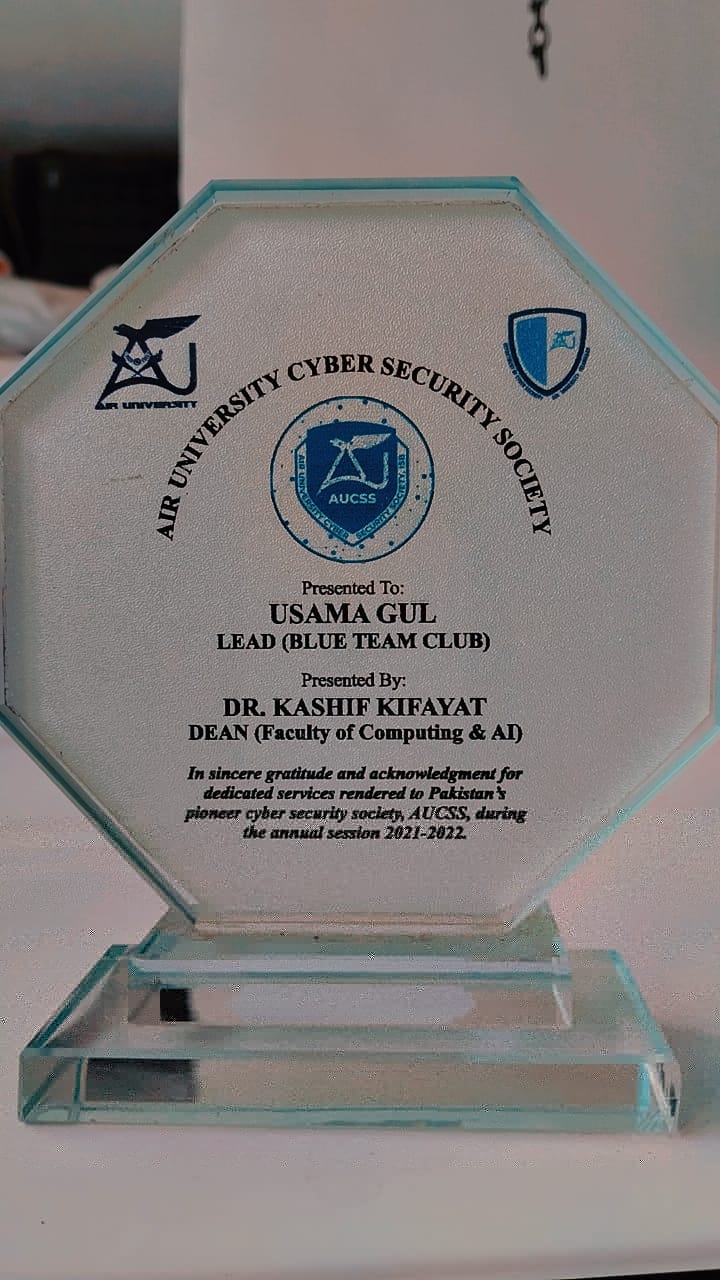 AIR UNIVERSITY
AIR UNIVERSITY CYBER SECURITY SOCIETY
AUCSS
AIR UNIVERSITY CYBER SECURITY SOCIETY, ISB
Presented To:
USAMA GUL
LEAD (BLUE TEAM CLUB)
Presented By:
DR. KASHIF KIFAYAT
DEAN (Faculty of Computing & AI)
In sincere gratitude and acknowledgment for
dedicated services rendered to Pakistan's
pioneer cyber security society, AUCSS, during
the annual session 2021-2022.